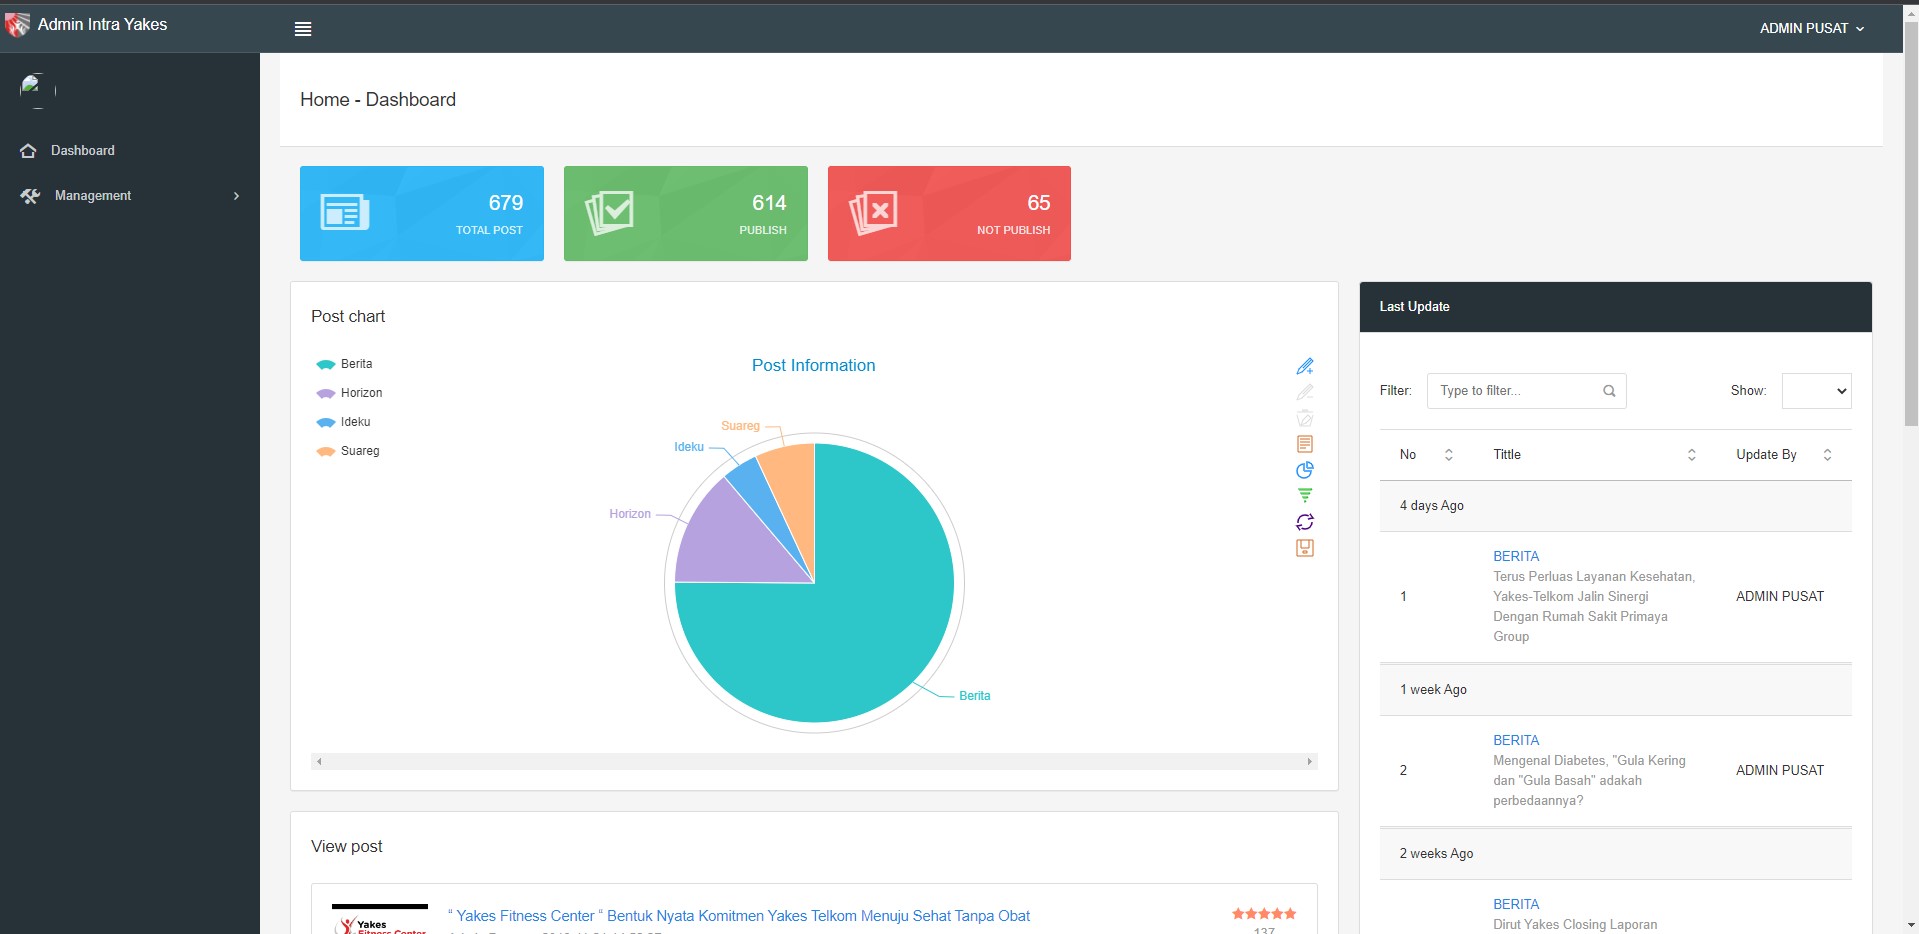 Admin Intra Yakes
ADMIN PUSAT
Dashboard
Management
Home - Dashboard
679
TOTAL POST
614
PUBLISH
65
NOT PUBLISH
Post chart
Berita
Horizon
Ideku
Suareg
Post Information
Suareg
Ideku
Horizon
Berita
View post
Yakes
“ Yakes Fitness Center “ Bentuk Nyata Komitmen Yakes Telkom Menuju Sehat Tanpa Obat
137
Last Update
Filter: Type to filter... Show:
No Tittle Update By
4 days Ago
1
BERITA
Terus Perluas Layanan Kesehatan,
Yakes-Telkom Jalin Sinergi
Dengan Rumah Sakit Primaya
Group
ADMIN PUSAT
1 week Ago
2
BERITA
Mengenal Diabetes, "Gula Kering
dan "Gula Basah" adakah
perbedaannya?
ADMIN PUSAT
2 weeks Ago
BERITA
Dirut Yakes Closing Laporan